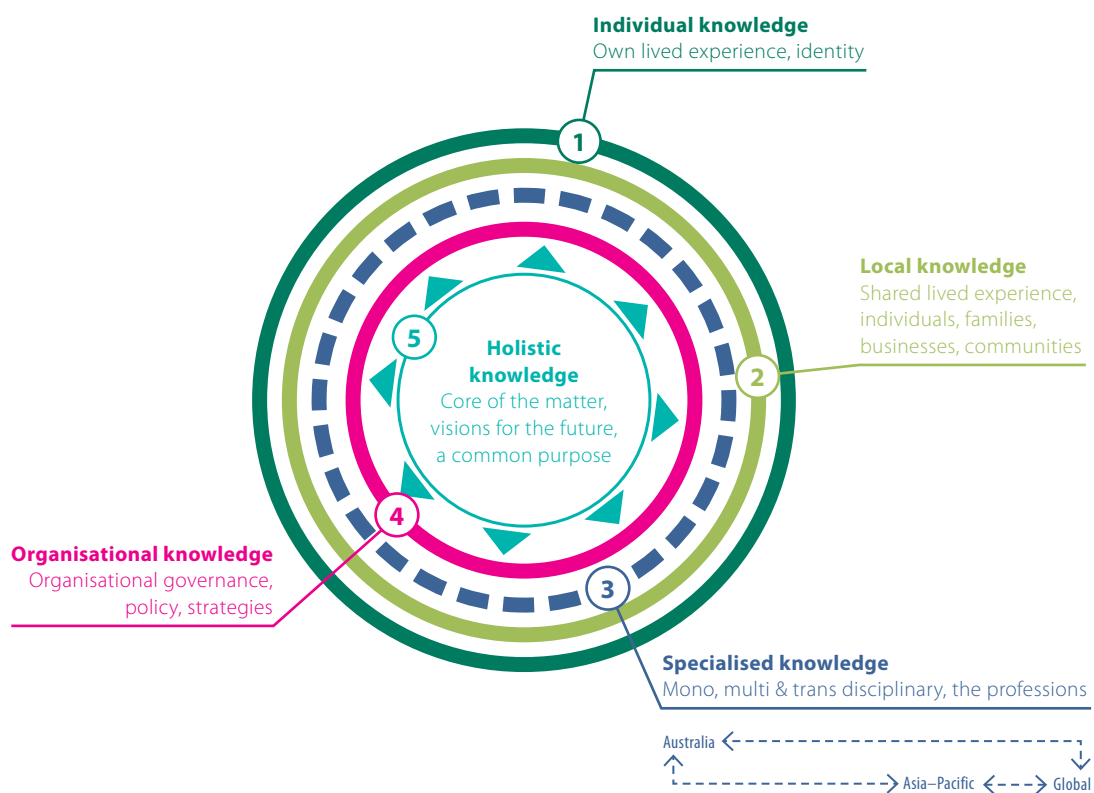 Individual knowledge
Own lived experience, identity
1
Local knowledge
Shared lived experience,
individuals, families,
businesses, communities
2
5
Holistic
knowledge
Core of the matter,
visions for the future,
a common purpose
4
Organisational knowledge
Organisational governance,
policy, strategies
3
Specialised knowledge
Mono, multi & trans disciplinary, the professions
Australia
Asia–Pacific
Global